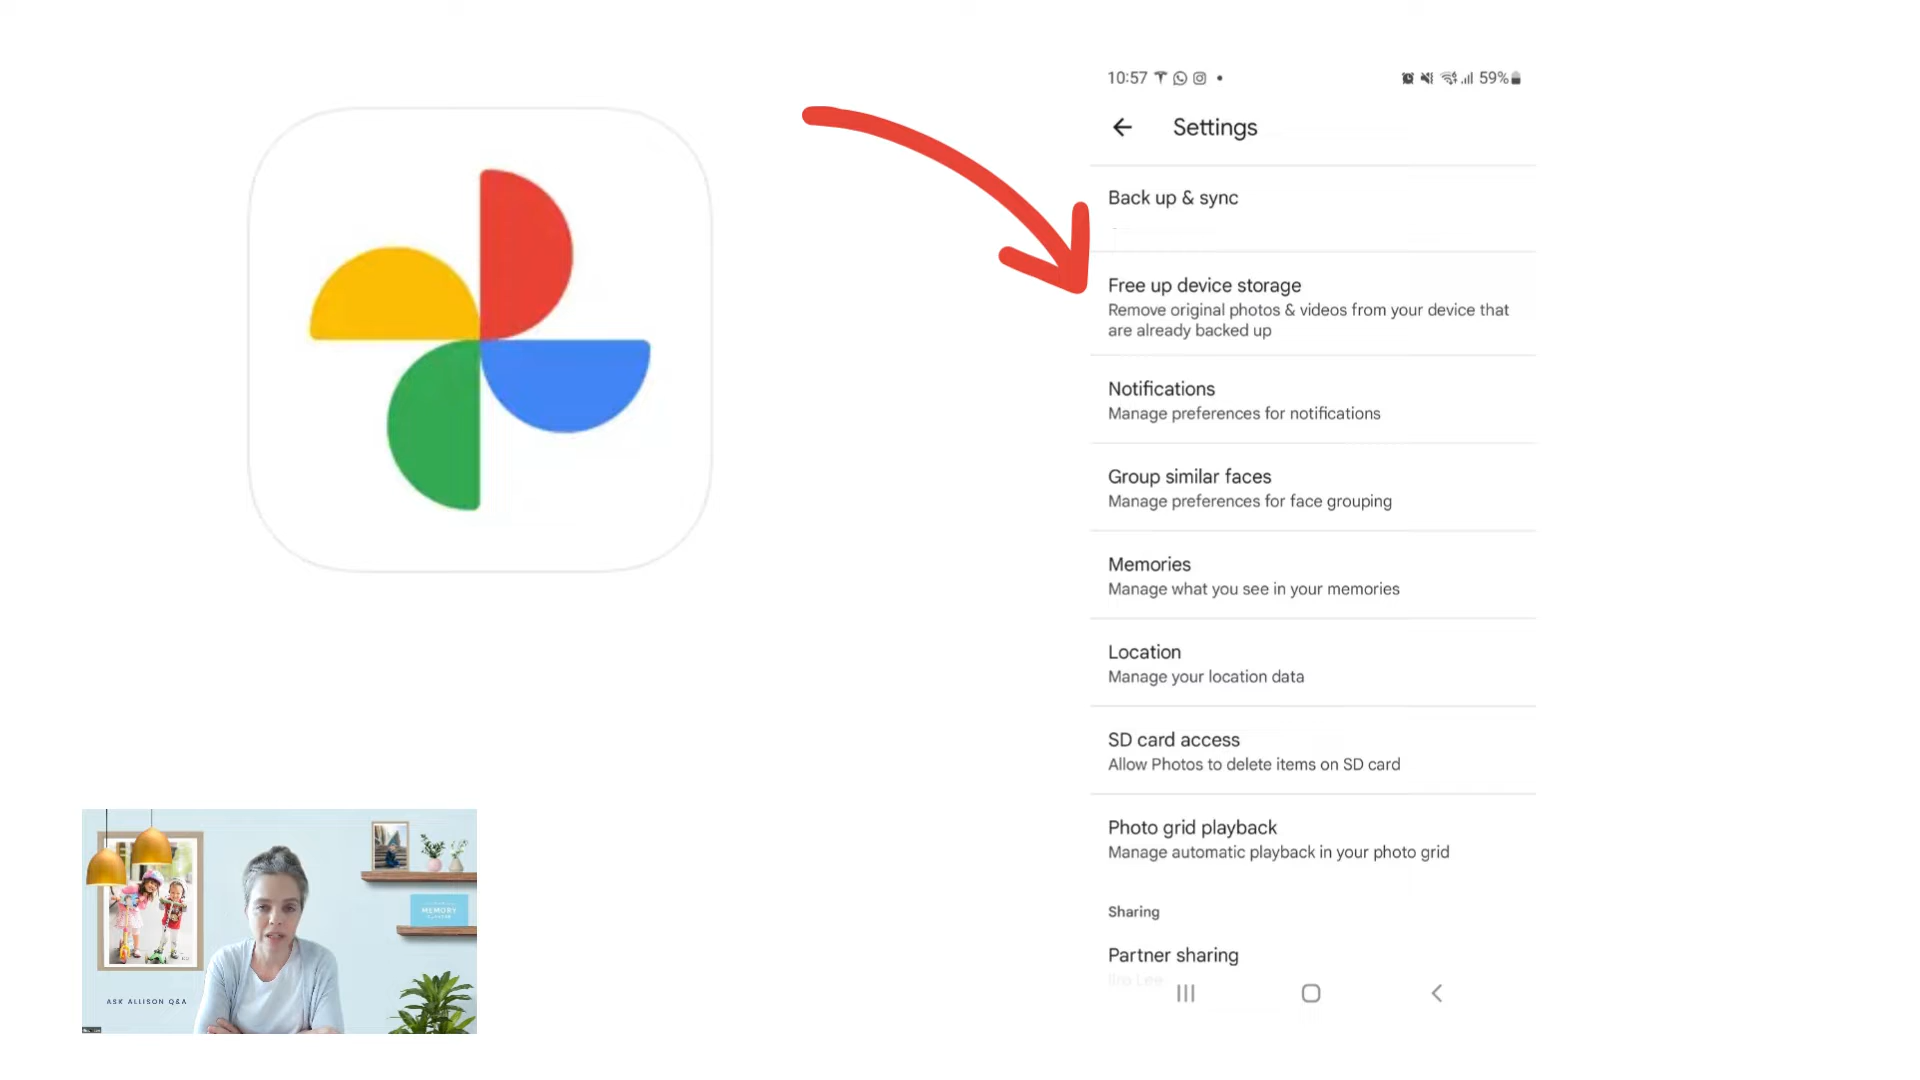 10:57
59%
Settings
Back up & sync
Free up device storage
Remove original photos & videos from your device that
are already backed up
Notifications
Manage preferences for notifications
Group similar faces
Manage preferences for face grouping
Memories
Manage what you see in your memories
Location
Manage your location data
SD card access
Allow Photos to delete items on SD card
Photo grid playback
Manage automatic playback in your photo grid
Sharing
Partner sharing
MEMORY
ASK ALLISON Q&A